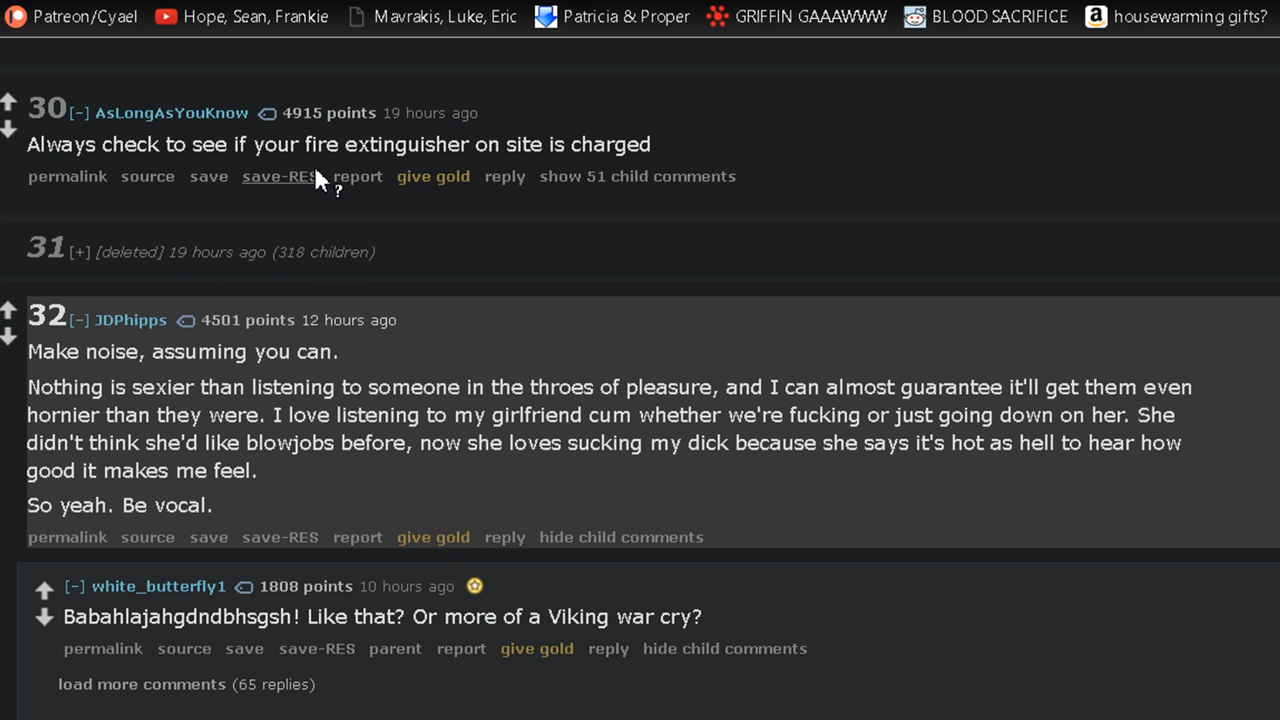 Patreon/Cyael Hope, Sean, Frankie Mavrakis, Luke, Eric Patricia & Proper GRIFFIN GAAAWWW BLOOD SACRIFICE housewarming gifts?
30 [-] AsLongAsYouKnow 4915 points 19 hours ago
Always check to see if your fire extinguisher on site is charged
permalink source save save-RES report give gold reply show 51 child comments
31 [+] [deleted] 19 hours ago (318 children)
32 [-] JDPhipps 4501 points 12 hours ago
Make noise, assuming you can.
Nothing is sexier than listening to someone in the throes of pleasure, and I can almost guarantee it'll get them even
hornier than they were. I love listening to my girlfriend cum whether we're fucking or just going down on her. She
didn't think she'd like blowjobs before, now she loves sucking my dick because she says it's hot as hell to hear how
good it makes me feel.
So yeah. Be vocal.
permalink source save save-RES report give gold reply hide child comments
[-] white_butterfly1 1808 points 10 hours ago
Babahlajahgdndbhsgsh! Like that? Or more of a Viking war cry?
permalink source save save-RES parent report give gold reply hide child comments
load more comments (65 replies)